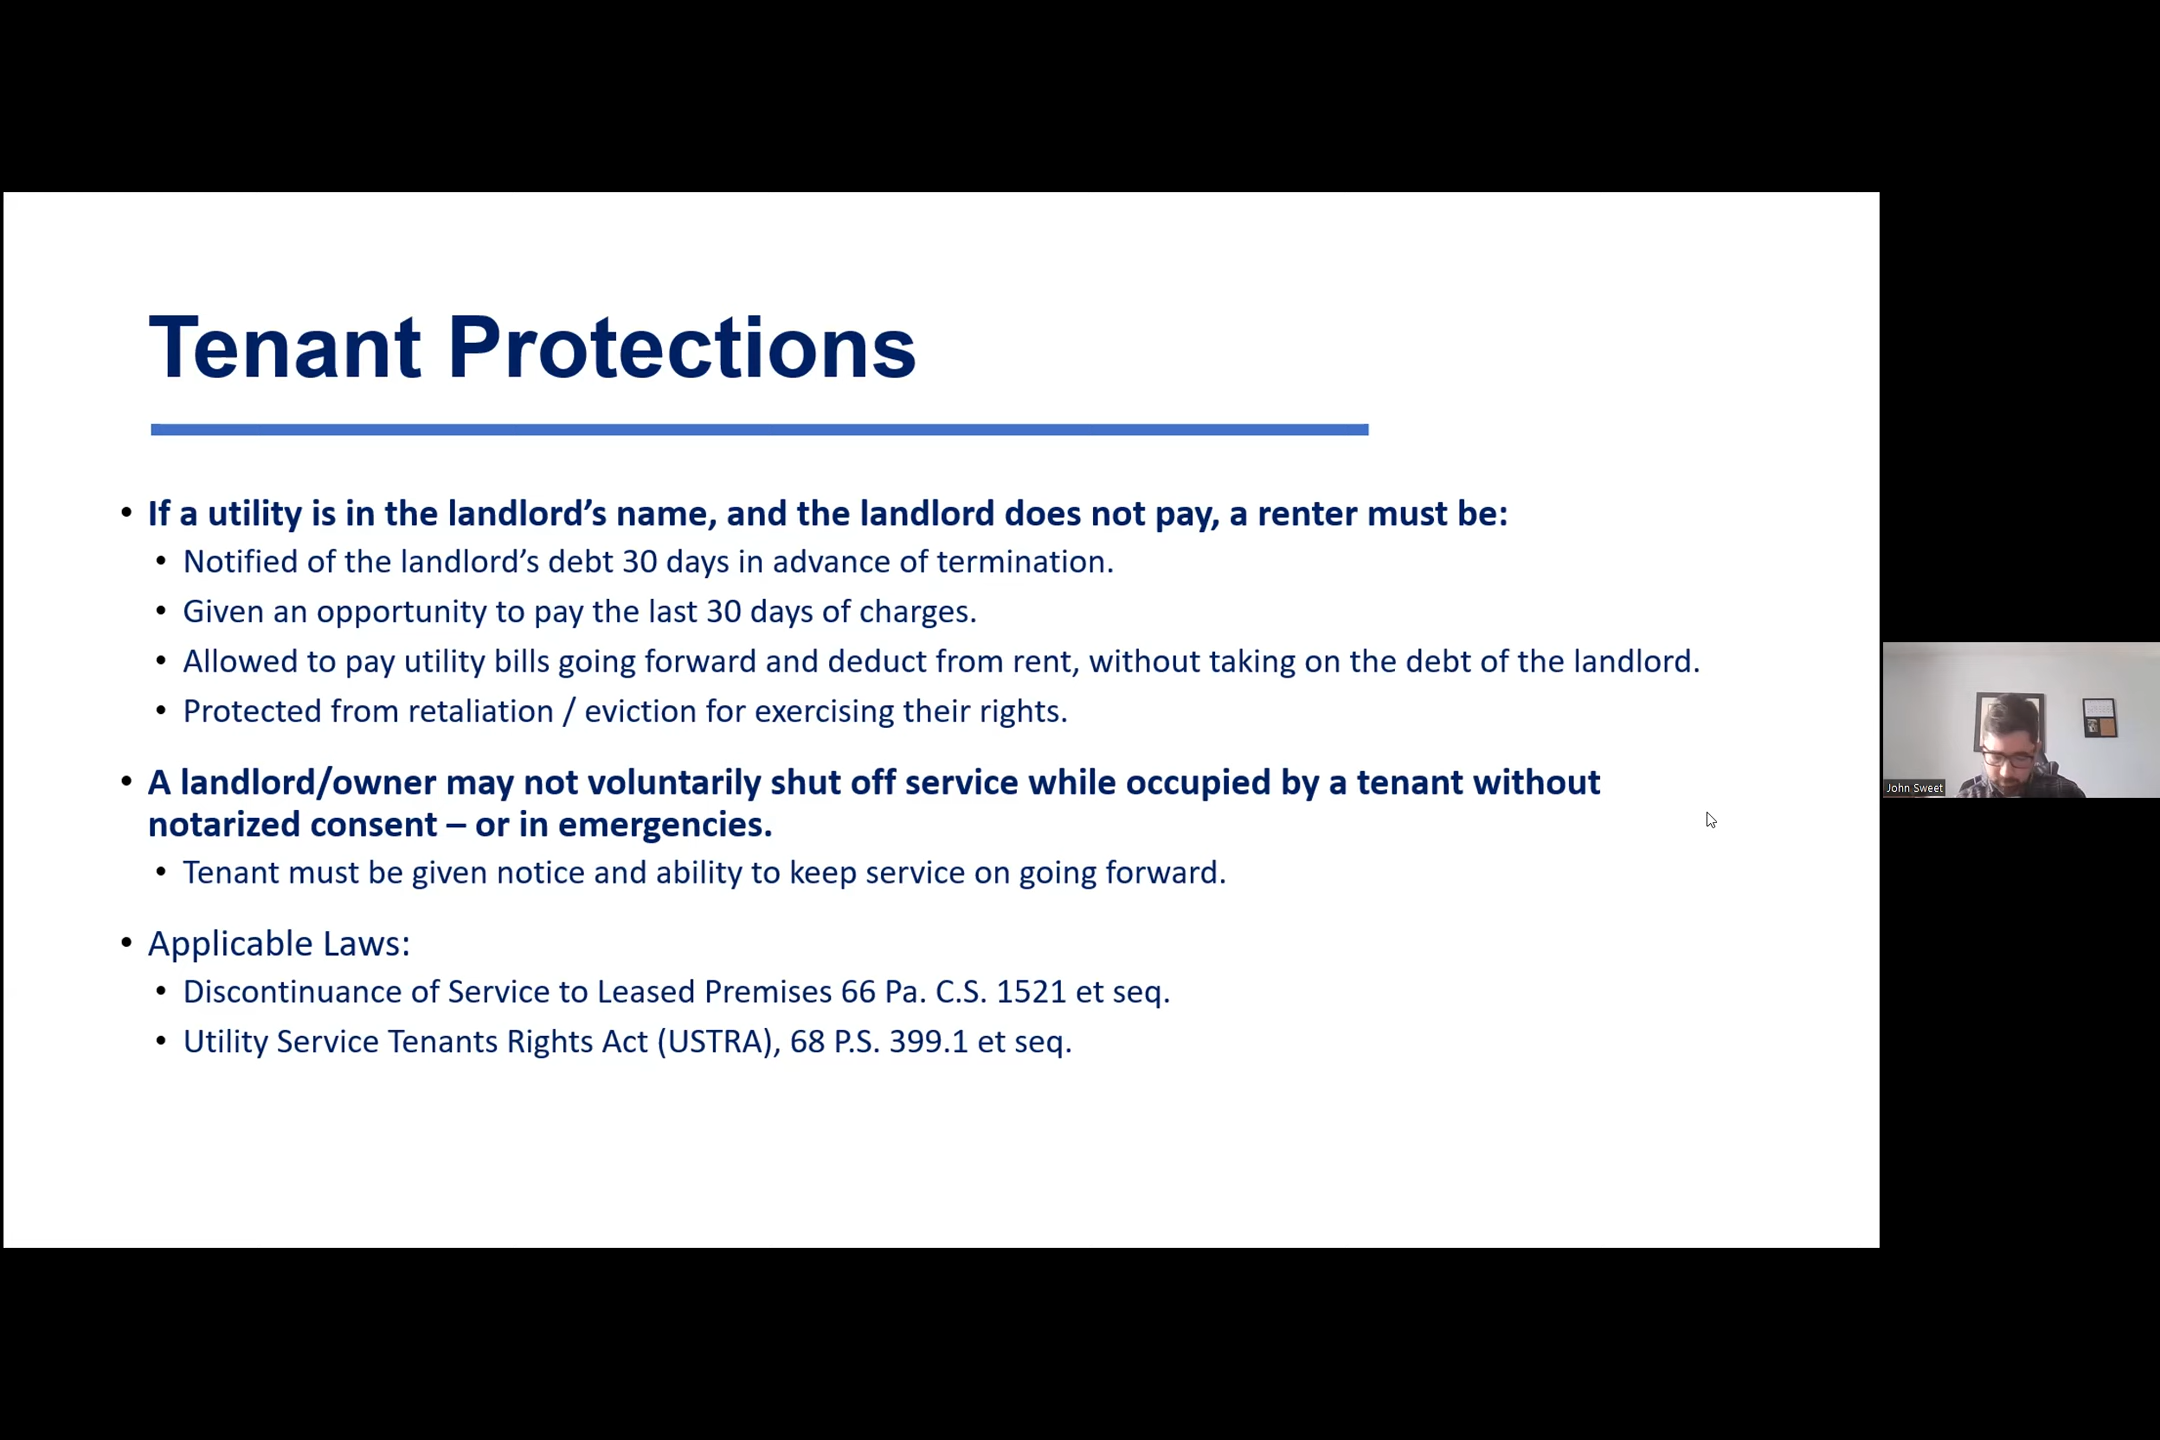 Tenant Protections
• If a utility is in the landlord’s name, and the landlord does not pay, a renter must be:
• Notified of the landlord’s debt 30 days in advance of termination.
• Given an opportunity to pay the last 30 days of charges.
• Allowed to pay utility bills going forward and deduct from rent, without taking on the debt of the landlord.
• Protected from retaliation / eviction for exercising their rights.
• A landlord/owner may not voluntarily shut off service while occupied by a tenant without
notarized consent – or in emergencies.
• Tenant must be given notice and ability to keep service on going forward.
• Applicable Laws:
• Discontinuance of Service to Leased Premises 66 Pa. C.S. 1521 et seq.
• Utility Service Tenants Rights Act (USTRA), 68 P.S. 399.1 et seq.
John Sweet